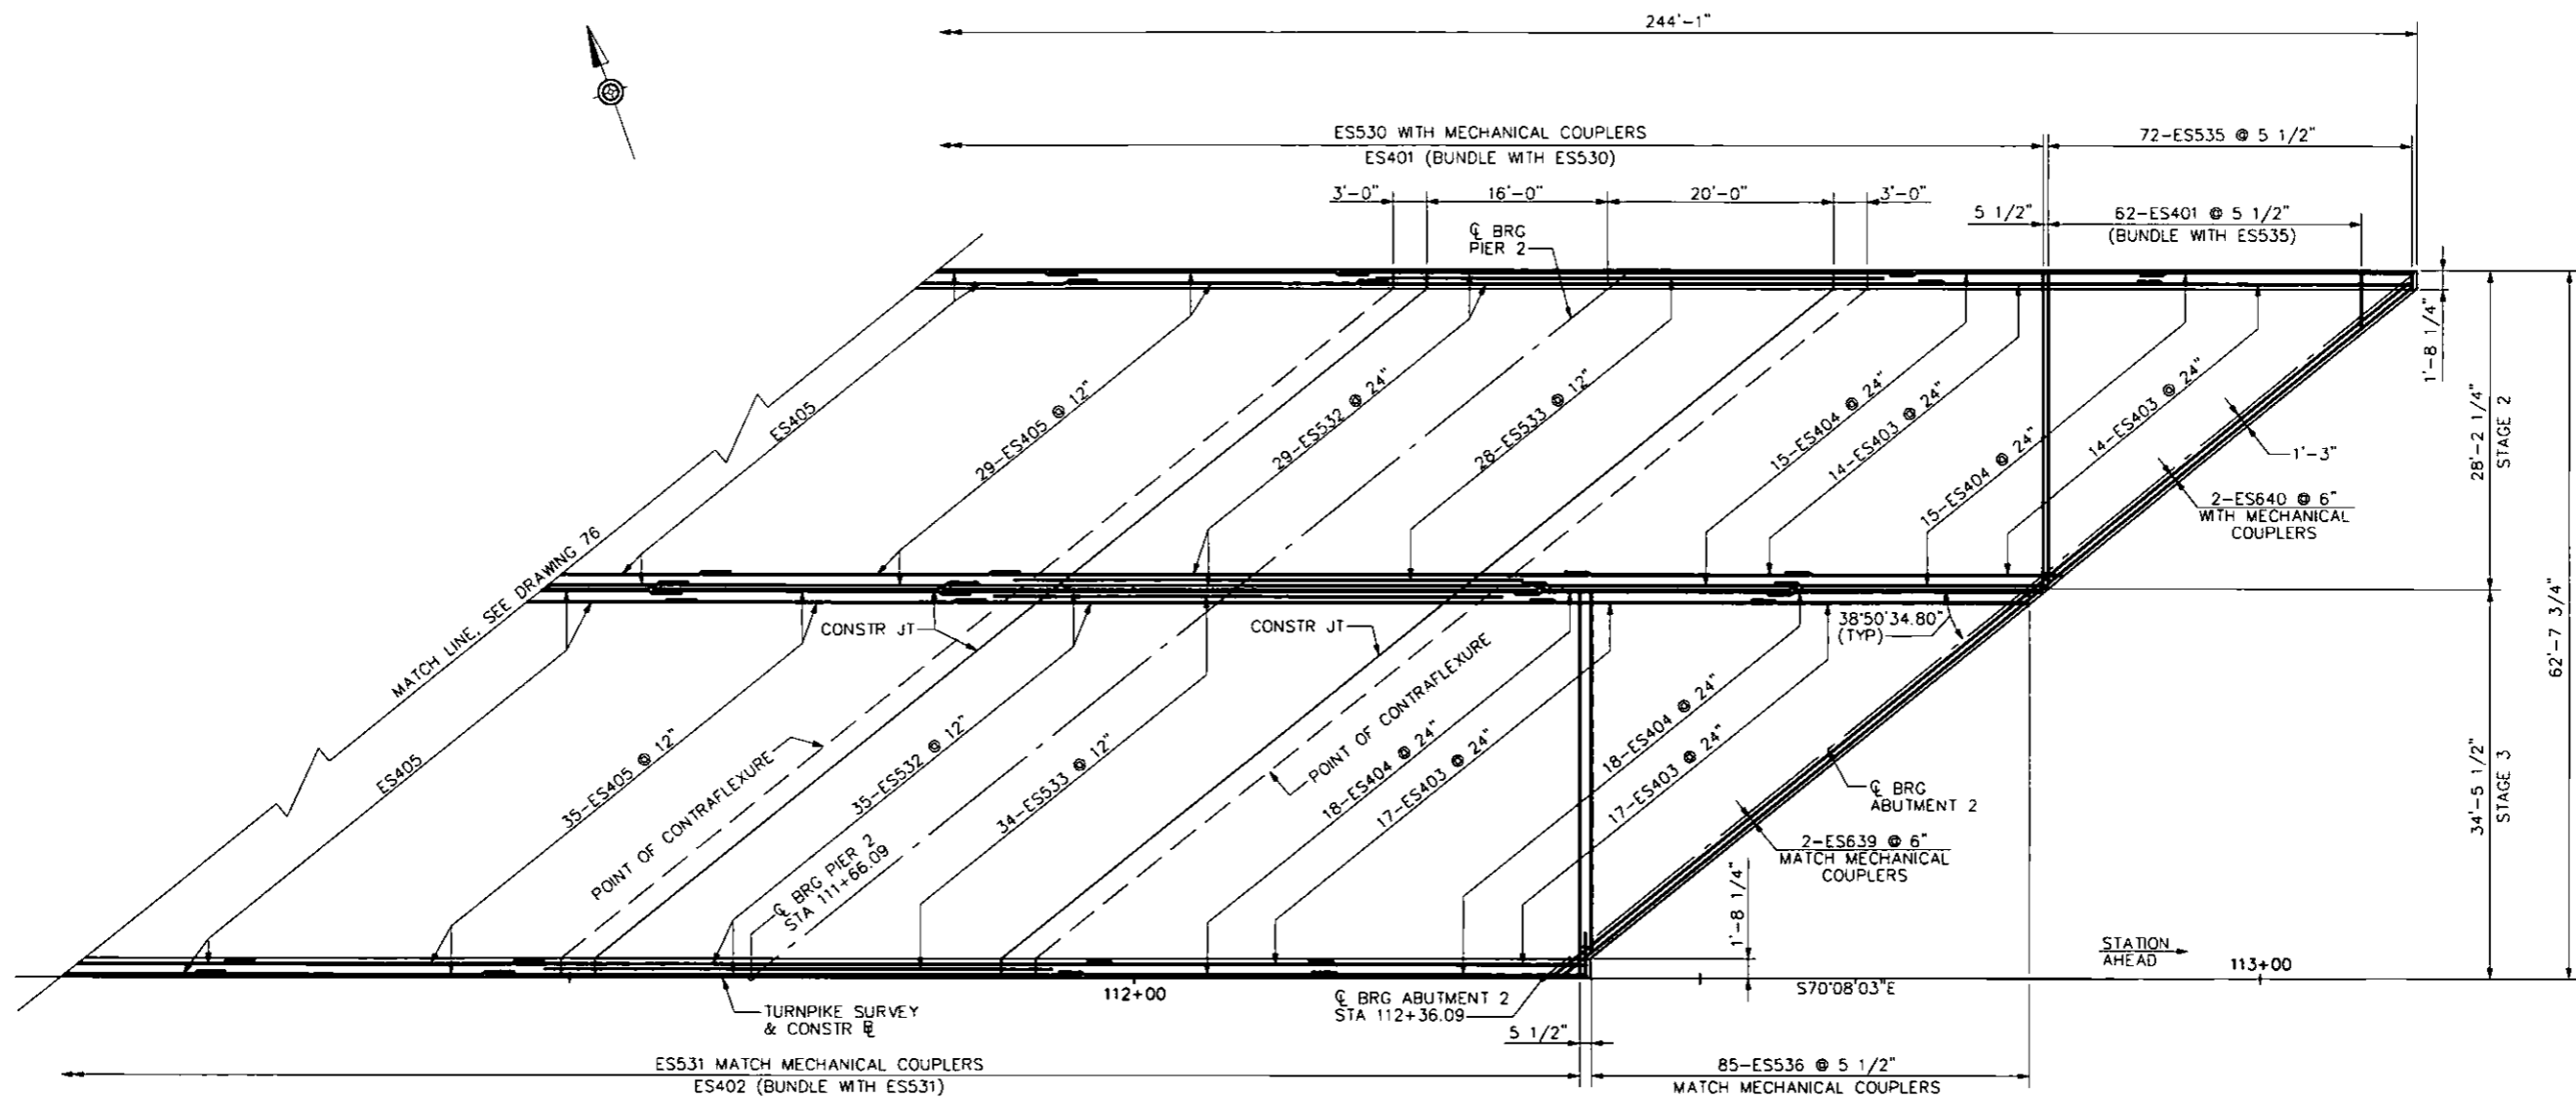 244'-1"
ES530 WITH MECHANICAL COUPLERS
ES401 (BUNDLE WITH ES530)
72-ES535 @ 5 1/2"
3'-0"
16'-0"
20'-0"
3'-0"
5 1/2"
62-ES401 @ 5 1/2"
(BUNDLE WITH ES535)
℄ BRG
PIER 2
1'-8 1/4"
ES405
29-ES405 @ 12"
29-ES532 @ 24"
28-ES533 @ 12"
15-ES404 @ 24"
14-ES403 @ 24"
15-ES404 @ 24"
14-ES403 @ 24"
1'-3"
2-ES640 @ 6"
WITH MECHANICAL
COUPLERS
28'-2 1/4"
STAGE 2
62'-7 3/4"
MATCH LINE, SEE DRAWING 76
CONSTR JT
CONSTR JT
38°50'34.80"
(TYP)
ES405
35-ES405 @ 12"
POINT OF CONTRAFLEXURE
35-ES532 @ 12"
℄ BRG PIER 2
STA 111+66.09
34-ES533 @ 12"
18-ES404 @ 24"
17-ES403 @ 24"
POINT OF CONTRAFLEXURE
18-ES404 @ 24"
17-ES403 @ 24"
℄ BRG
ABUTMENT 2
2-ES639 @ 6"
MATCH MECHANICAL
COUPLERS
34'-5 1/2"
STAGE 3
1'-8 1/4"
STATION
AHEAD
113+00
112+00
S70°08'03"E
℄ BRG ABUTMENT 2
STA 112+36.09
TURNPIKE SURVEY
& CONSTR ⅊
5 1/2"
ES531 MATCH MECHANICAL COUPLERS
ES402 (BUNDLE WITH ES531)
85-ES536 @ 5 1/2"
MATCH MECHANICAL COUPLERS